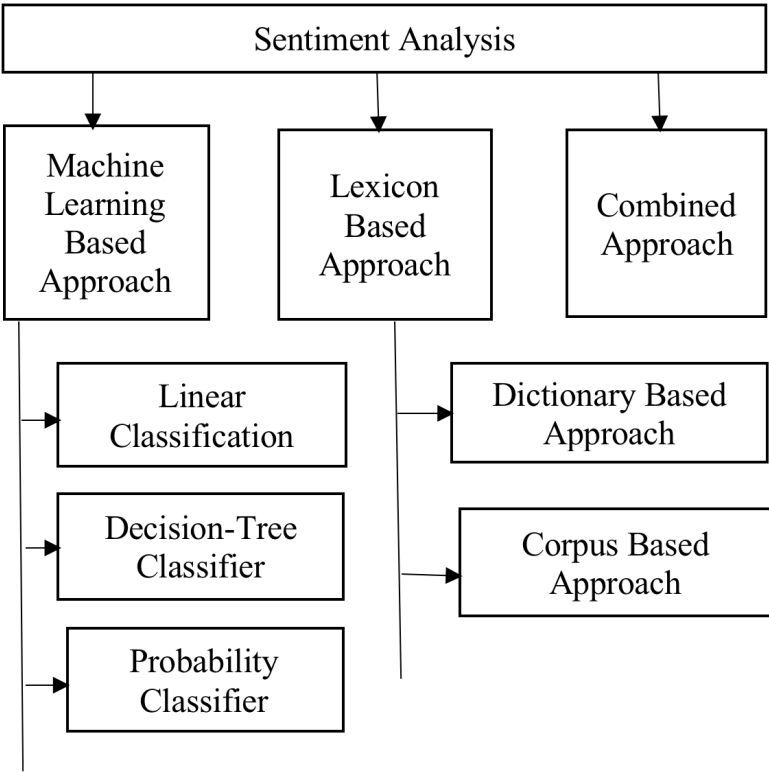 Sentiment Analysis
Machine
Learning
Based
Approach
Lexicon
Based
Approach
Combined
Approach
Linear
Classification
Decision-Tree
Classifier
Probability
Classifier
Dictionary Based
Approach
Corpus Based
Approach